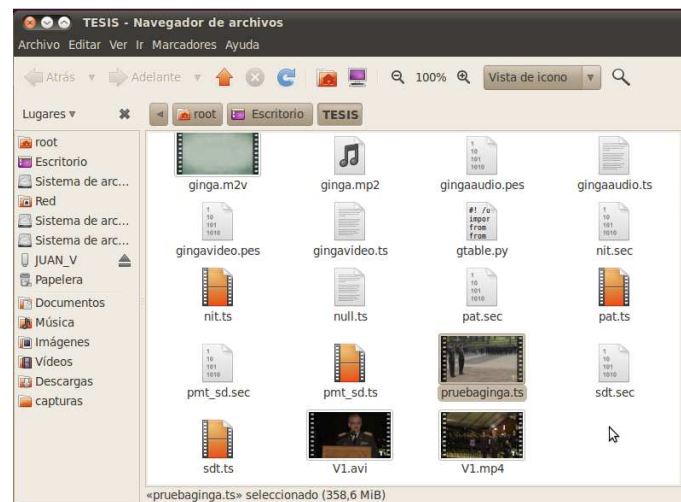 TESIS - Navegador de archivos
Archivo Editar Ver Ir Marcadores Ayuda
Atrás Adelante 100% Vista de icono
Lugares root Escritorio TESIS
root
Escritorio
Sistema de arc...
Red
Sistema de arc...
Sistema de arc...
JUAN_V
Papelera
Documentos
Música
Imágenes
Vídeos
Descargas
capturas
ginga.m2v ginga.mp2 gingaaudio.pes gingaaudio.ts
gingavideo.pes gingavideo.ts gtable.py nit.sec
nit.ts null.ts pat.sec pat.ts
pmt_sd.sec pmt_sd.ts pruebaginga.ts sdt.sec
sdt.ts V1.avi V1.mp4
«pruebaginga.ts» seleccionado (358,6 MiB)